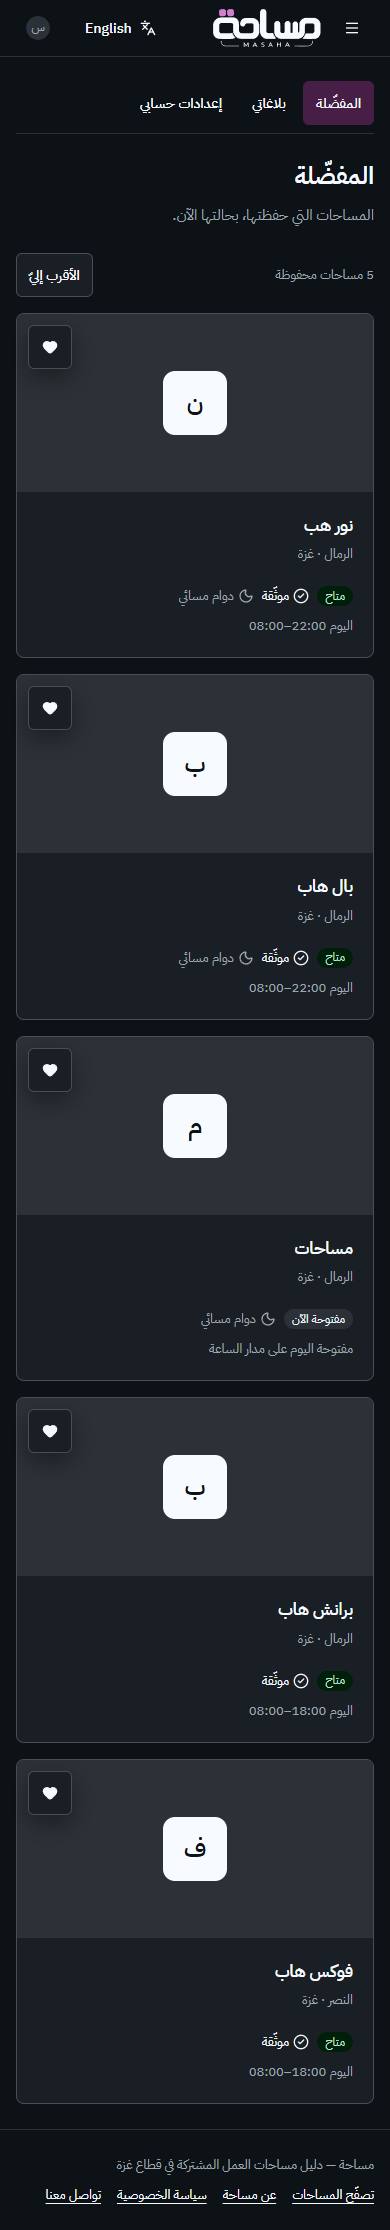 مساحة
MASAHA
English
س
المفضّلة بلاغاتي إعدادات حسابي
المفضّلة
المساحات التي حفظتها، بحالتها الآن.
5 مساحات محفوظة
الأقرب إليّ
ن
نور هب
الرمال · غزة
متاح موثّقة دوام مسائي
اليوم 08:00–22:00
ب
بال هاب
الرمال · غزة
متاح موثّقة دوام مسائي
اليوم 08:00–22:00
م
مساحات
الرمال · غزة
مفتوحة الآن دوام مسائي
مفتوحة اليوم على مدار الساعة
ب
برانش هاب
الرمال · غزة
متاح موثّقة
اليوم 08:00–18:00
ف
فوكس هاب
النصر · غزة
متاح موثّقة
اليوم 08:00–18:00
مساحة — دليل مساحات العمل المشتركة في قطاع غزة
تصفّح المساحات عن مساحة سياسة الخصوصية تواصل معنا